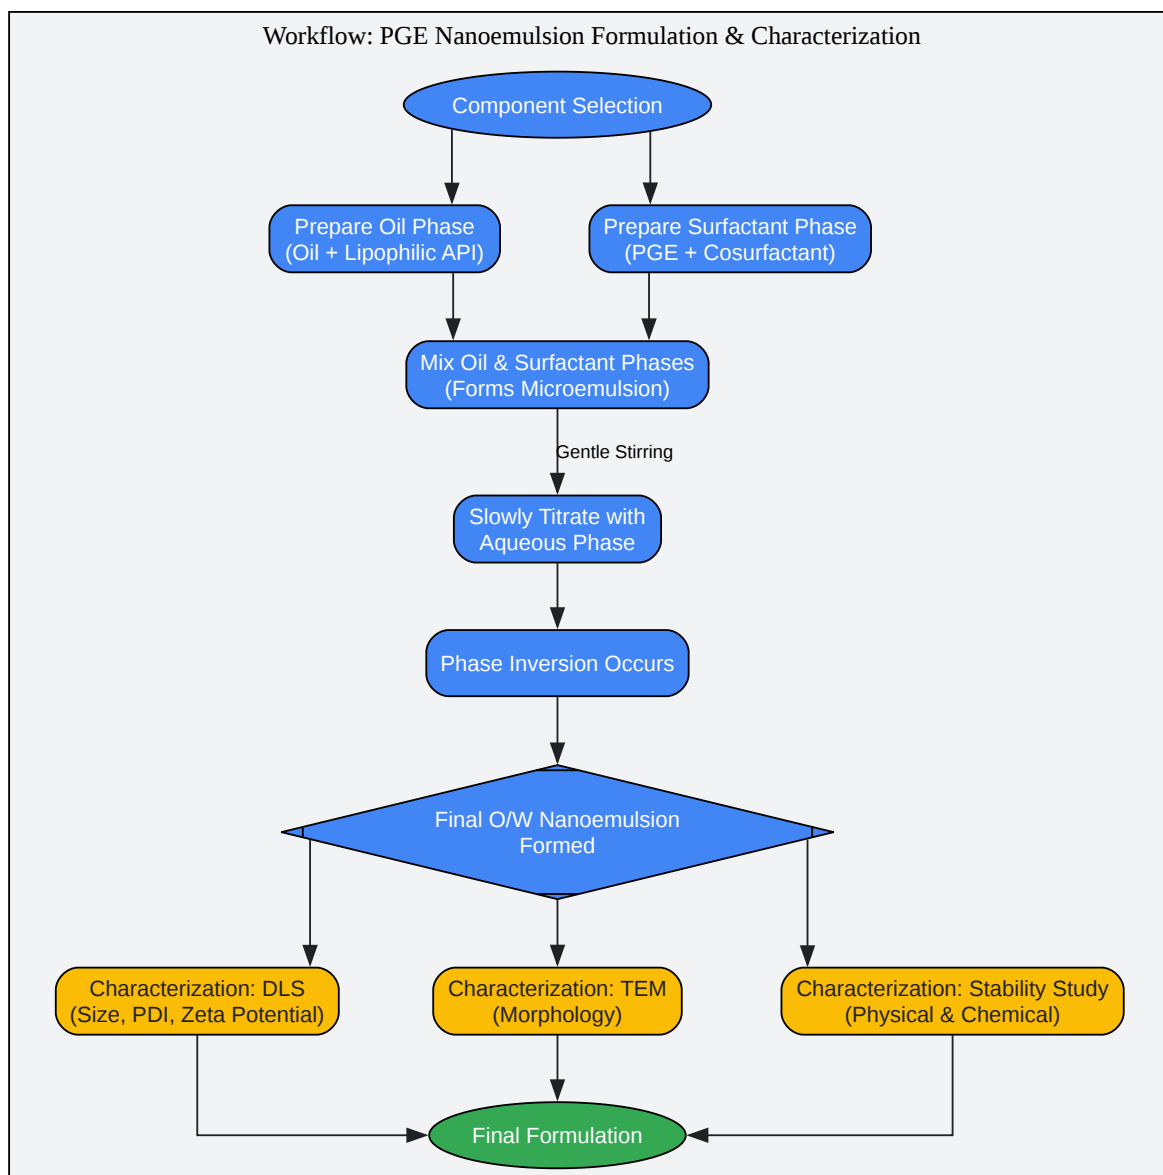 Workflow: PGE Nanoemulsion Formulation & Characterization
Component Selection
Prepare Oil Phase
(Oil + Lipophilic API)
Prepare Surfactant Phase
(PGE + Cosurfactant)
Mix Oil & Surfactant Phases
(Forms Microemulsion)
Gentle Stirring
Slowly Titrate with
Aqueous Phase
Phase Inversion Occurs
Final O/W Nanoemulsion
Formed
Characterization: DLS
(Size, PDI, Zeta Potential)
Characterization: TEM
(Morphology)
Characterization: Stability Study
(Physical & Chemical)
Final Formulation